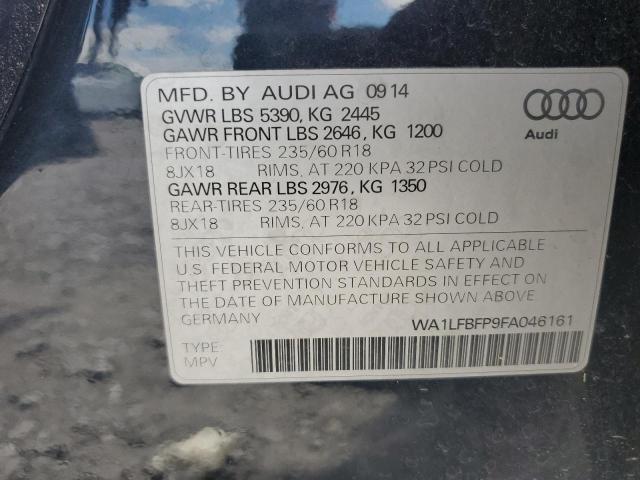 MFD. BY AUDI AG 09 14
GVWR LBS 5390, KG 2445
GAWR FRONT LBS 2646, KG 1200
FRONT-TIRES 235/60 R18
8JX18 RIMS, AT 220 KPA 32 PSI COLD
GAWR REAR LBS 2976, KG 1350
REAR-TIRES 235/60 R18
8JX18 RIMS, AT 220 KPA 32 PSI COLD
Audi
THIS VEHICLE CONFORMS TO ALL APPLICABLE
U.S. FEDERAL MOTOR VEHICLE SAFETY AND
THEFT PREVENTION STANDARDS IN EFFECT ON
THE DATE OF MANUFACTURE SHOWN ABOVE
GERMANY
WA1LFBFP9FA046161
TYPE:
MPV